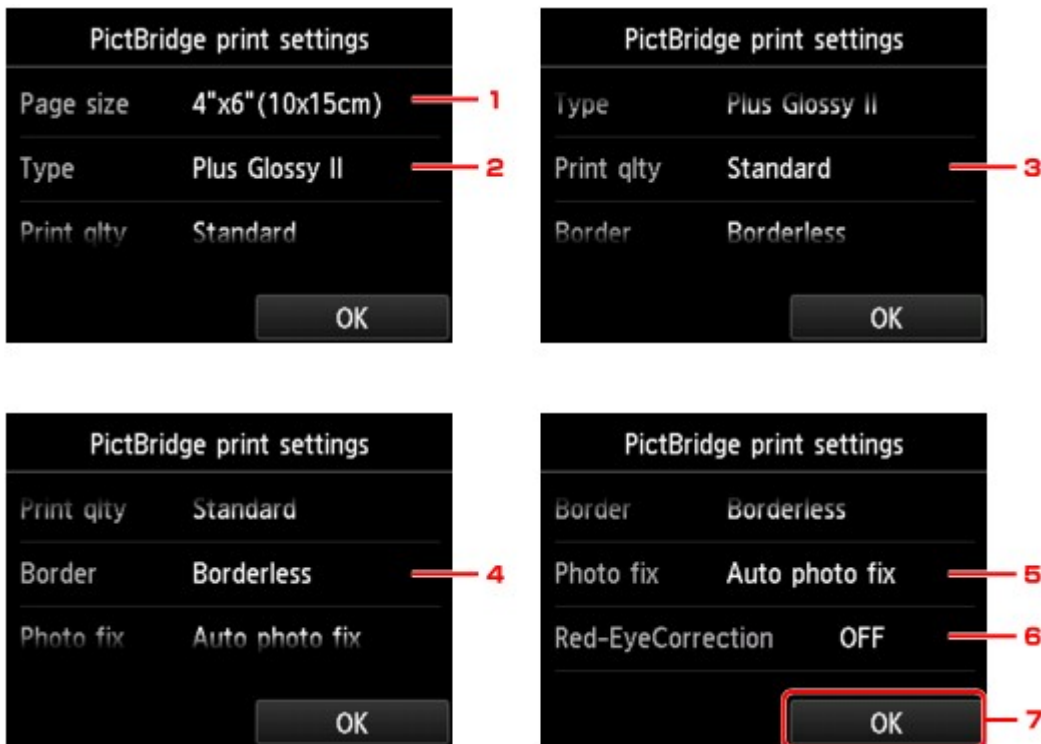 PictBridge print settings
Page size 4"x6"(10x15cm) 1
Type Plus Glossy II 2
Print qlty Standard
OK
PictBridge print settings
Type Plus Glossy II
Print qlty Standard 3
Border Borderless
OK
PictBridge print settings
Print qlty Standard
Border Borderless 4
Photo fix Auto photo fix
OK
PictBridge print settings
Border Borderless
Photo fix Auto photo fix 5
Red-EyeCorrection OFF 6
OK 7